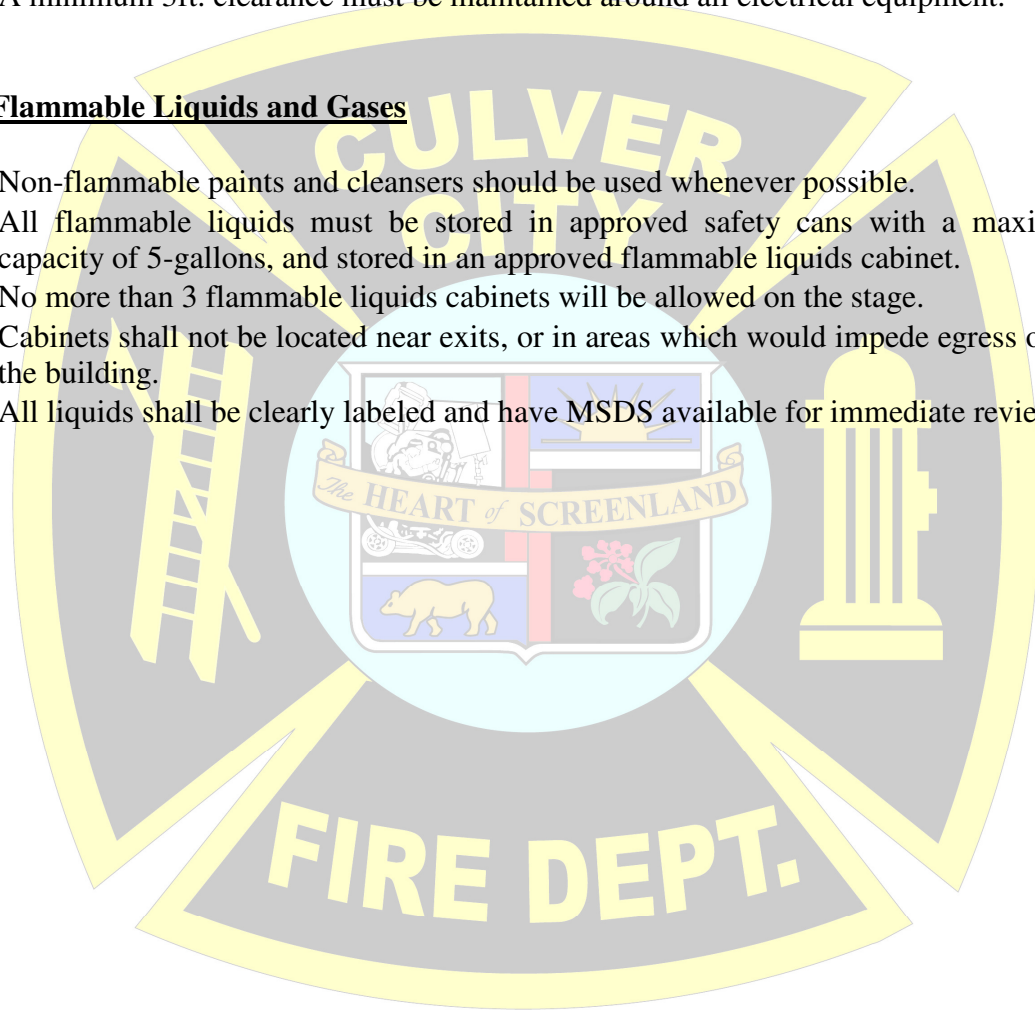 A minimum 3ft. clearance must be maintained around all electrical equipment.
Flammable Liquids and Gases
Non-flammable paints and cleansers should be used whenever possible.
All flammable liquids must be stored in approved safety cans with a maxi
capacity of 5-gallons, and stored in an approved flammable liquids cabinet.
No more than 3 flammable liquids cabinets will be allowed on the stage.
Cabinets shall not be located near exits, or in areas which would impede egress o
the building.
All liquids shall be clearly labeled and have MSDS available for immediate revie
CULVER
CITY
The HEART of SCREENLAND
FIRE DEPT.